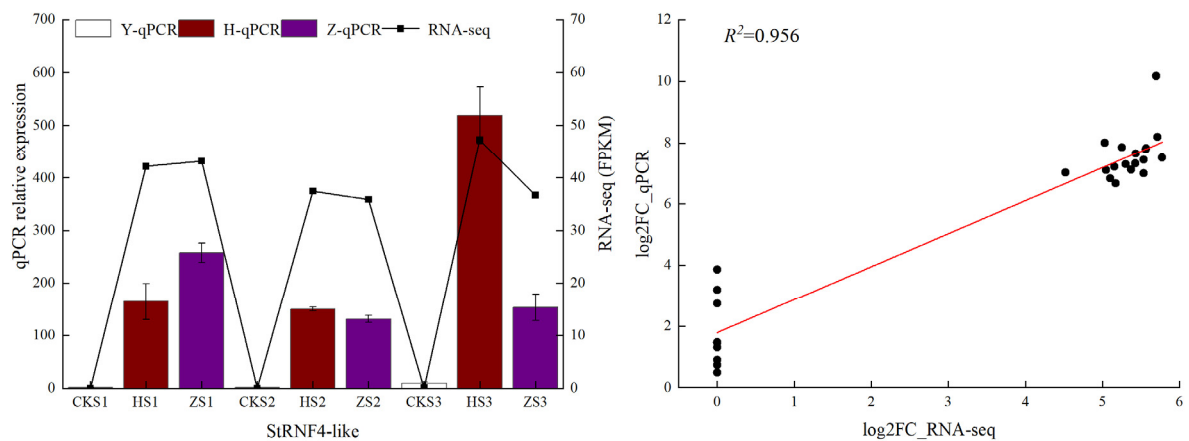 Y-qPCR H-qPCR Z-qPCR RNA-seq
700
600
500
400
300
200
100
0
qPCR relative expression
70
60
50
40
30
20
10
0
RNA-seq (FPKM)
CKS1 HS1 ZS1 CKS2 HS2 ZS2 CKS3 HS3 ZS3
StRNF4-like
R²=0.956
12
10
8
6
4
2
0
log2FC_qPCR
0 1 2 3 4 5 6
log2FC_RNA-seq